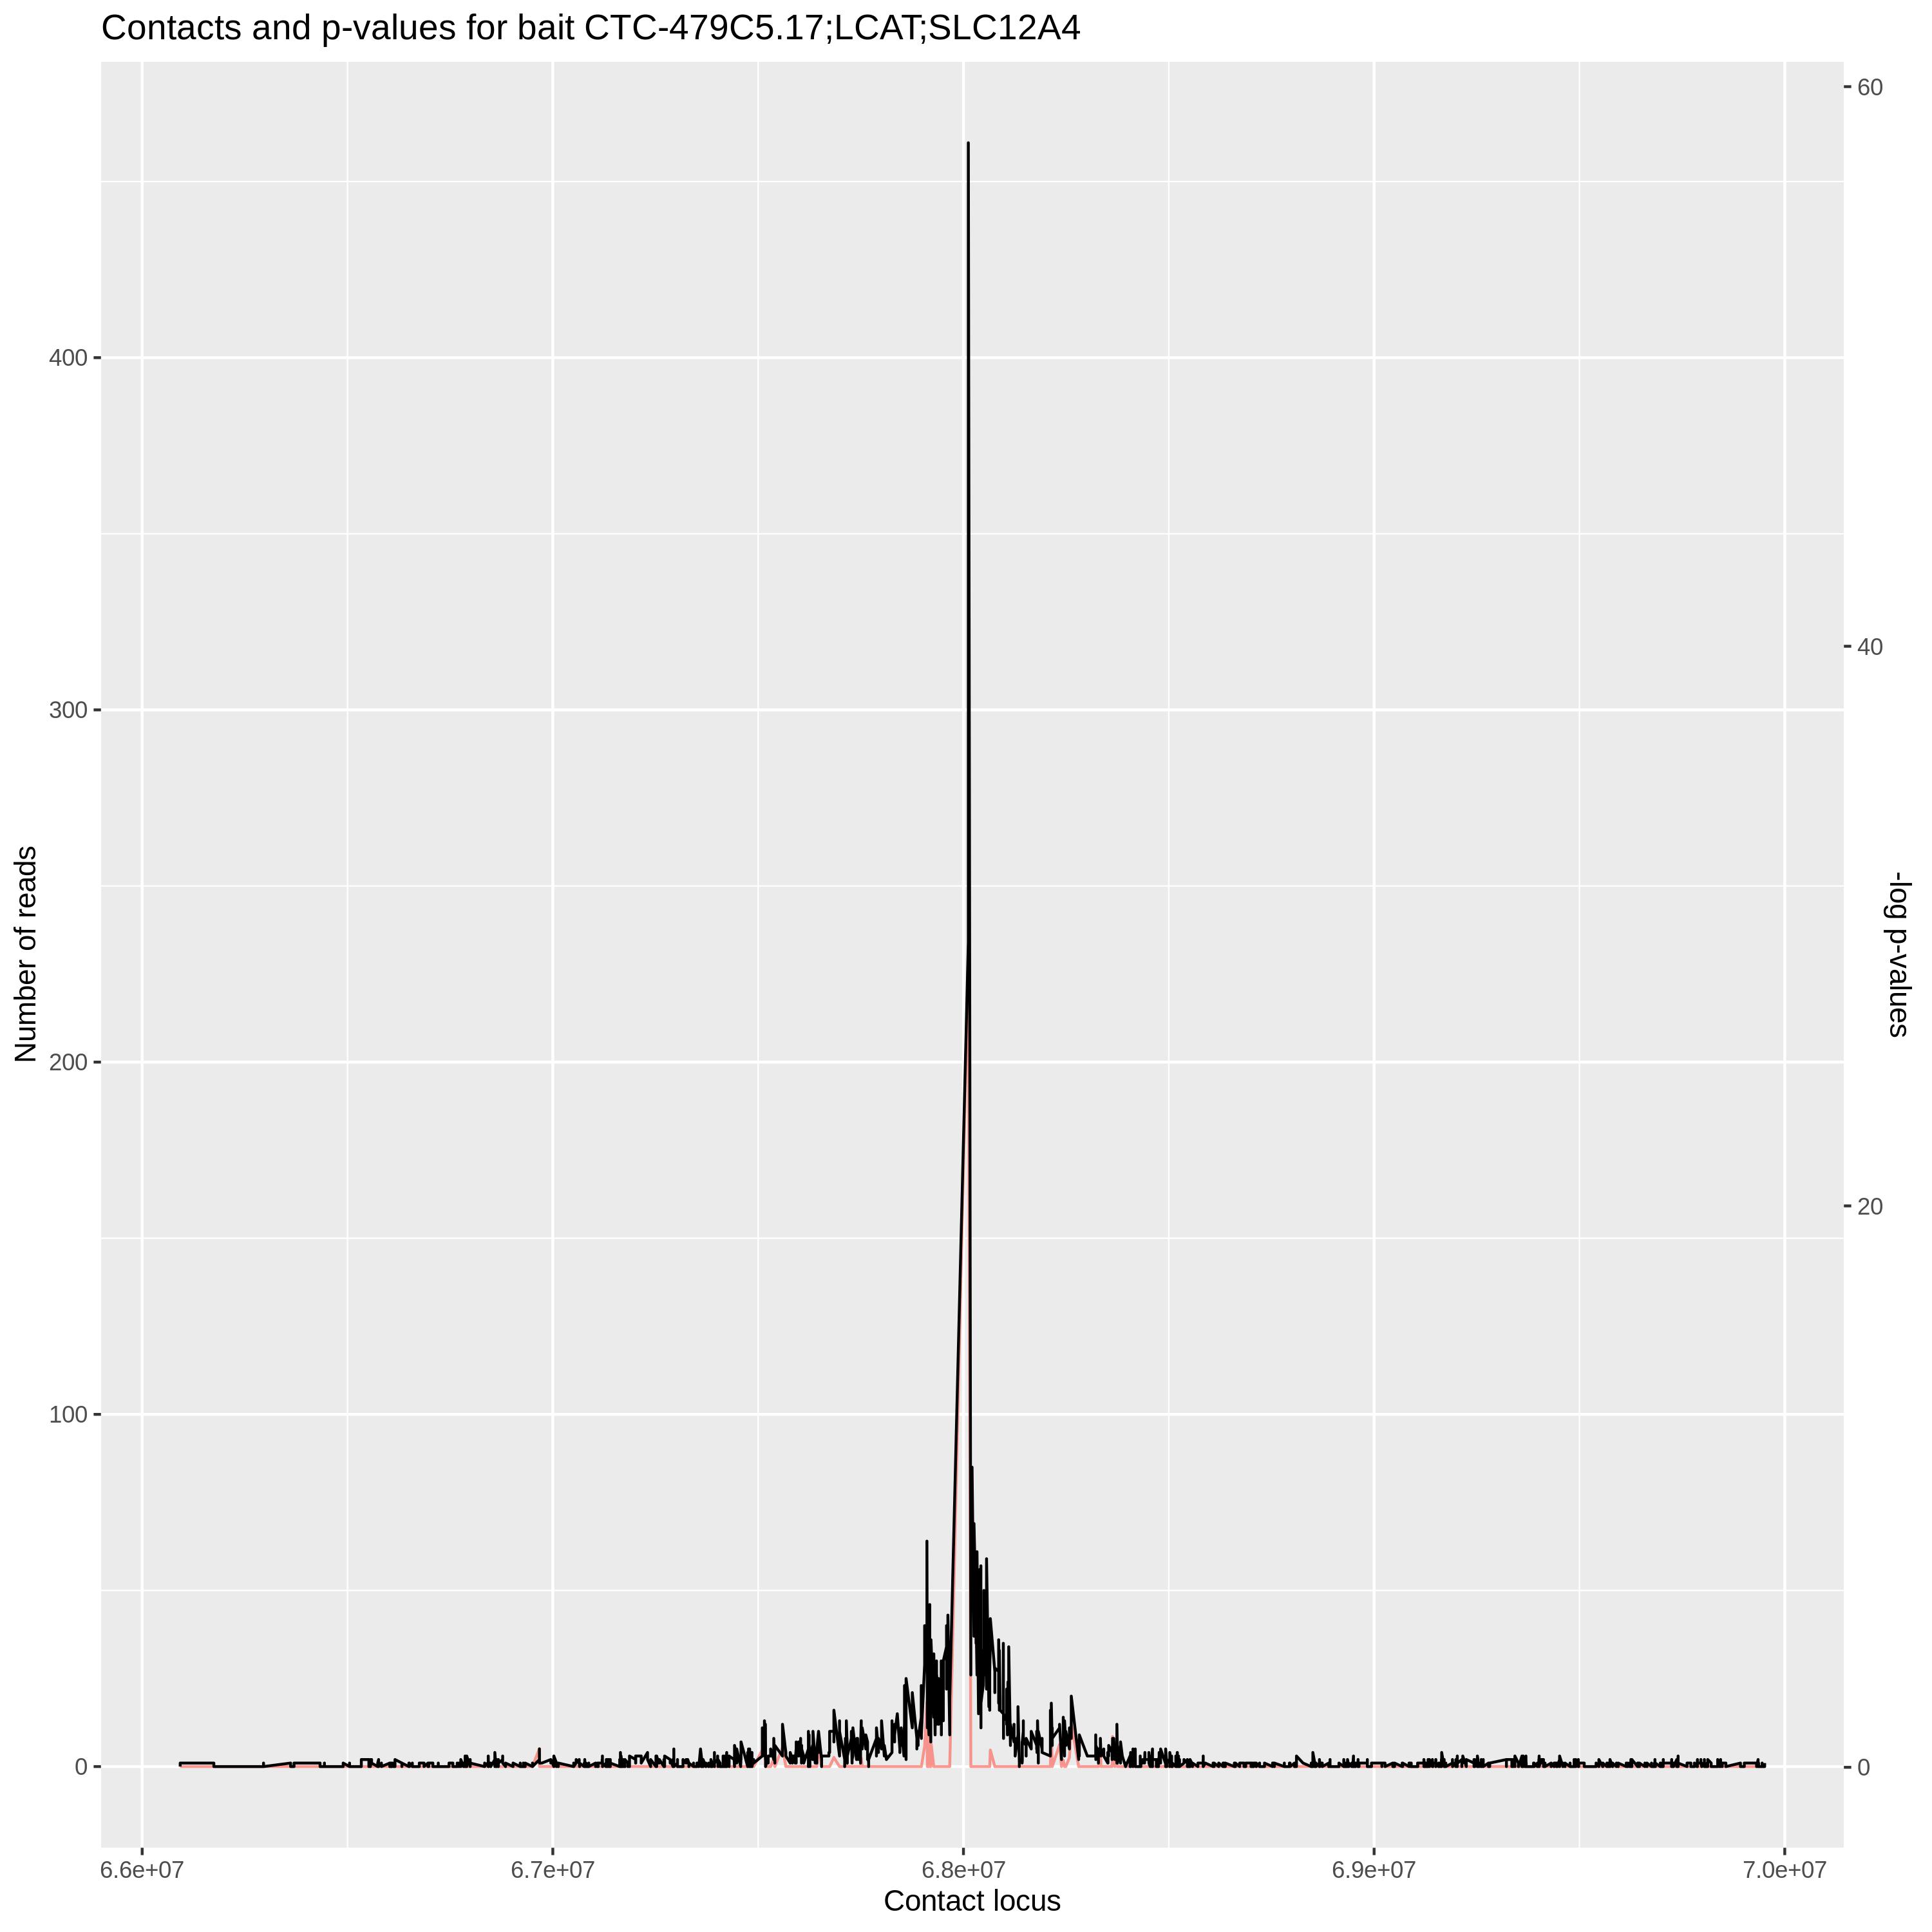 Contacts and p-values for bait CTC-479C5.17;LCAT;SLC12A4
Number of reads
400
300
200
100
0
60
40
20
0
-log p-values
6.6e+07
6.7e+07
6.8e+07
6.9e+07
7.0e+07
Contact locus